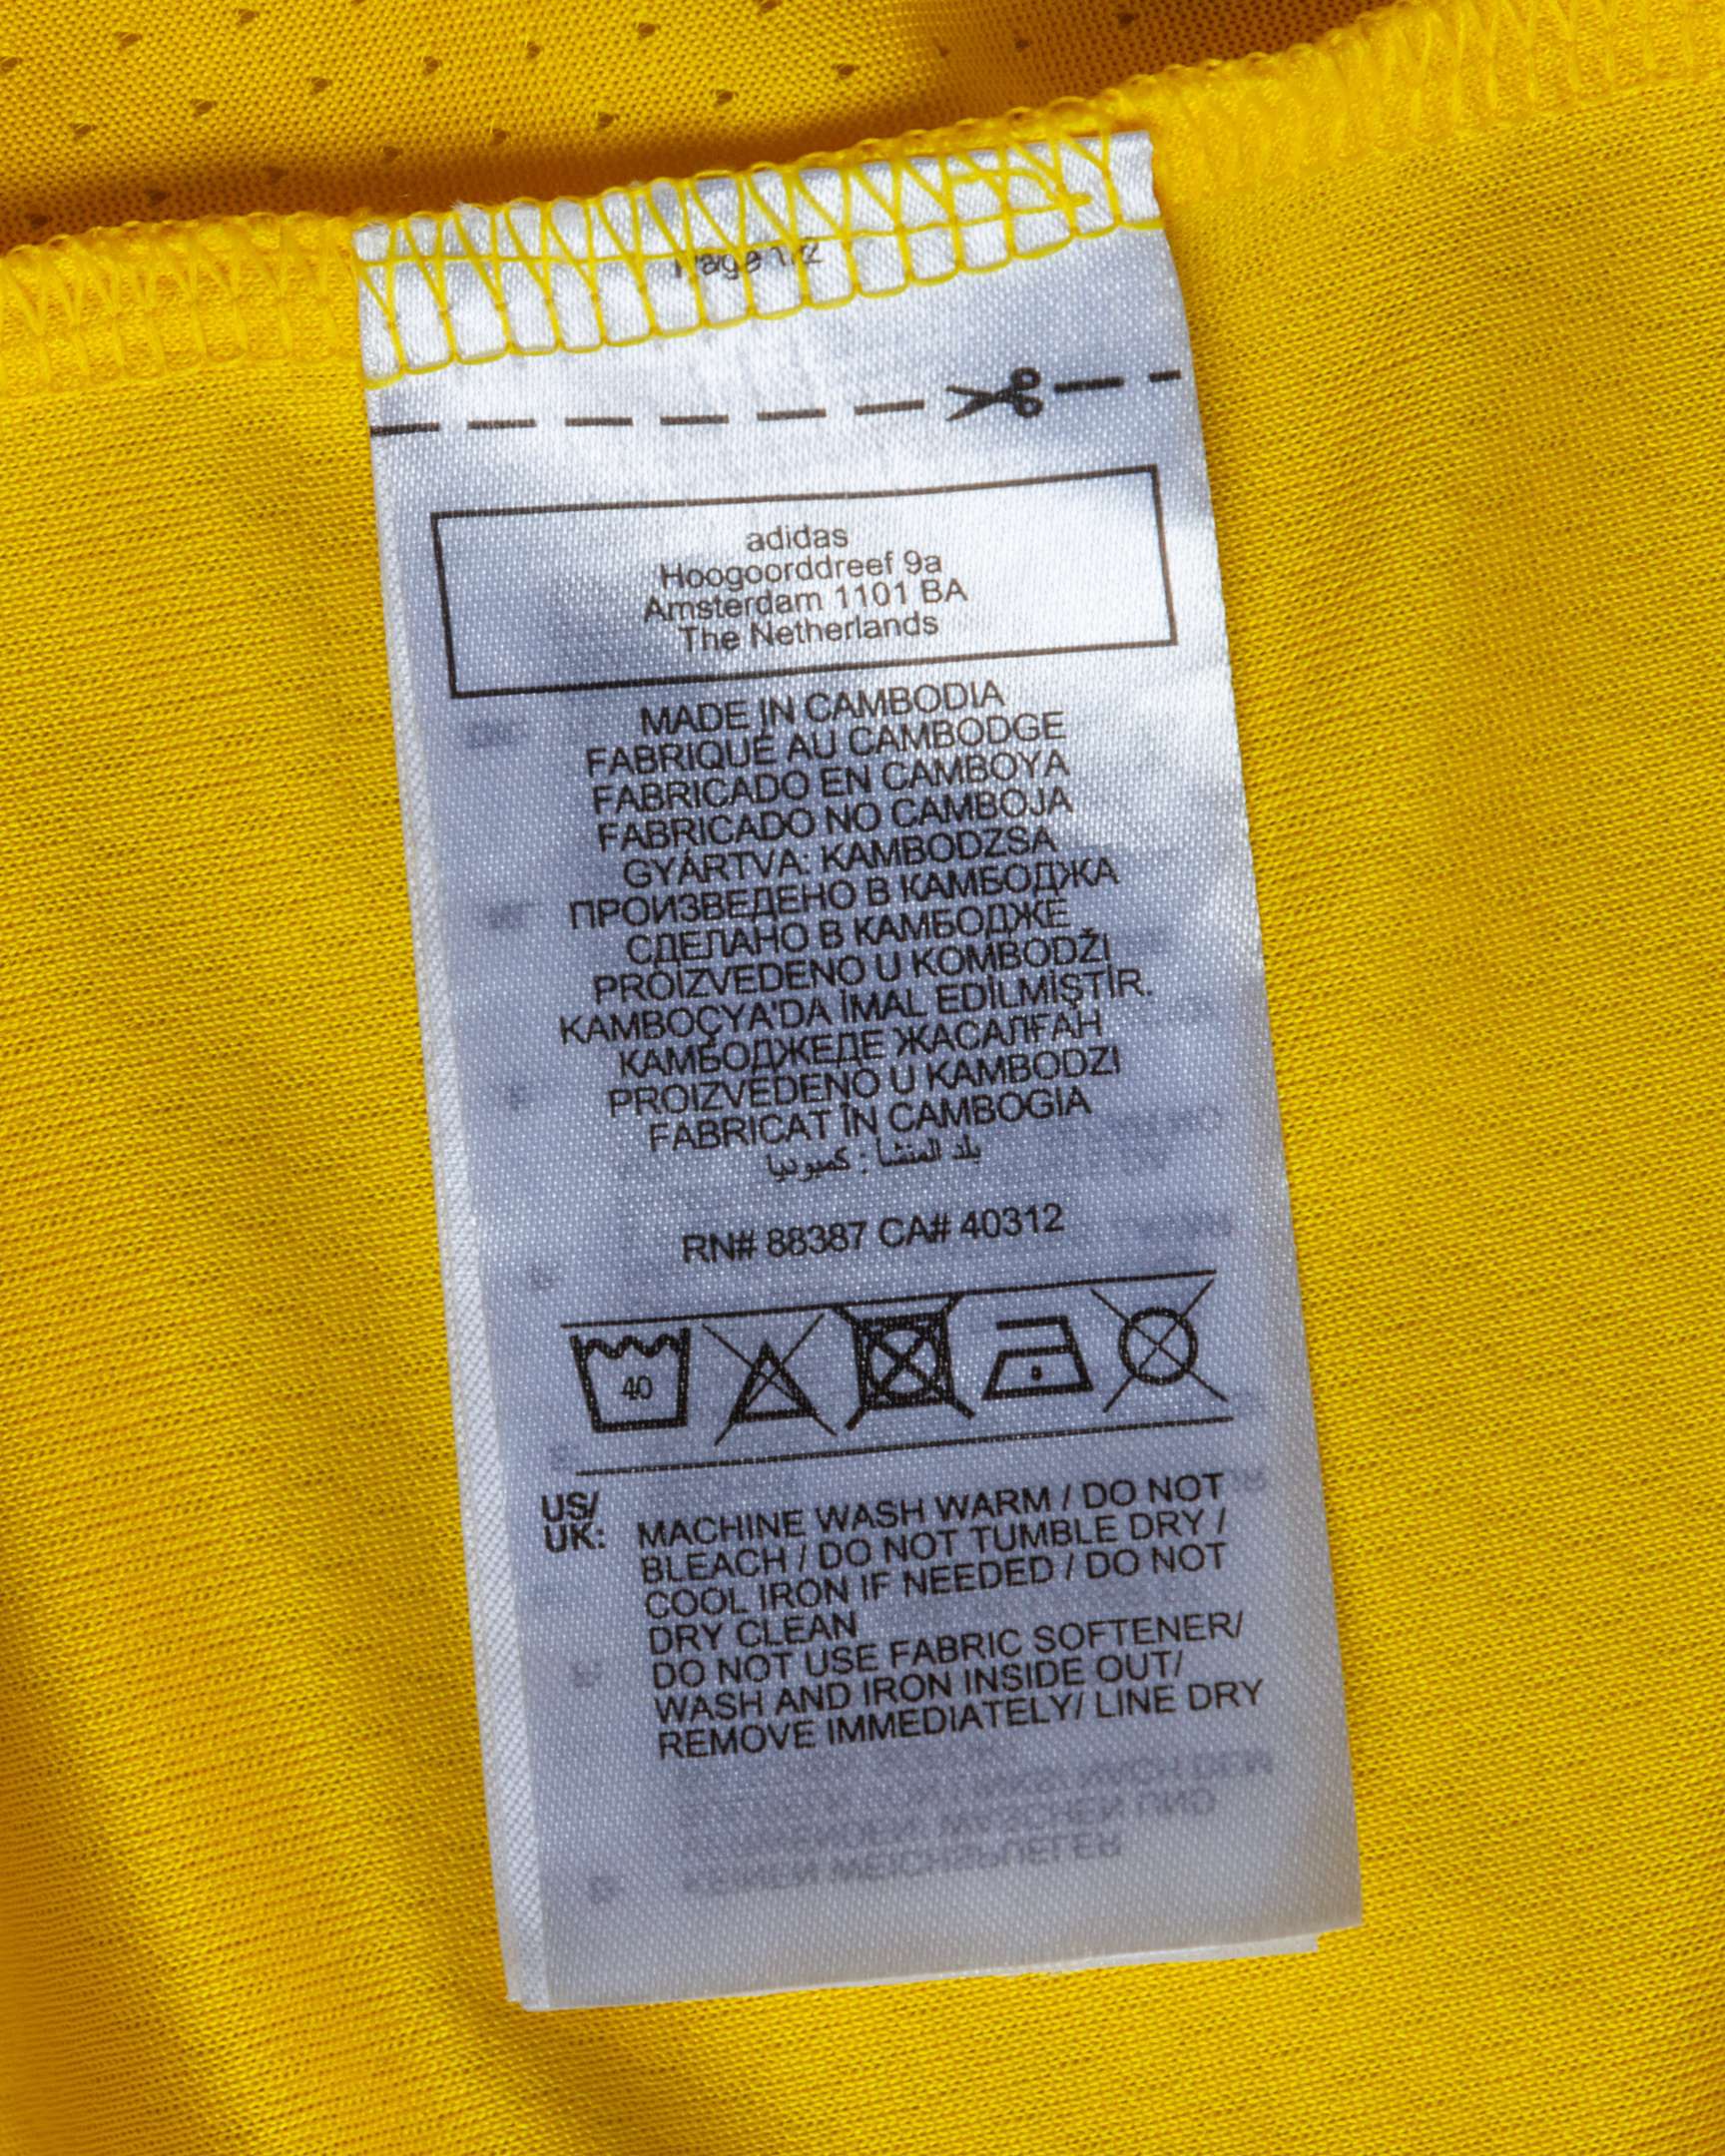 Page 1/2
adidas
Hoogoorddreef 9a
Amsterdam 1101 BA
The Netherlands
MADE IN CAMBODIA
FABRIQUÉ AU CAMBODGE
FABRICADO EN CAMBOYA
FABRICADO NO CAMBOJA
GYÁRTVA: KAMBODZSA
ПРОИЗВЕДЕНО В КАМБОДЖА
СДЕЛАНО В КАМБОДЖЕ
PROIZVEDENO U KOMBODŽI
KAMBOÇYA'DA İMAL EDİLMİŞTİR.
КАМБОДЖЕДЕ ЖАСАЛҒАН
PROIZVEDENO U KAMBODZI
FABRICAT ÎN CAMBOGIA
بلد المنشأ : كمبوديا
RN# 88387 CA# 40312
40
US/
UK: MACHINE WASH WARM / DO NOT
BLEACH / DO NOT TUMBLE DRY /
COOL IRON IF NEEDED / DO NOT
DRY CLEAN
DO NOT USE FABRIC SOFTENER/
WASH AND IRON INSIDE OUT/
REMOVE IMMEDIATELY/ LINE DRY